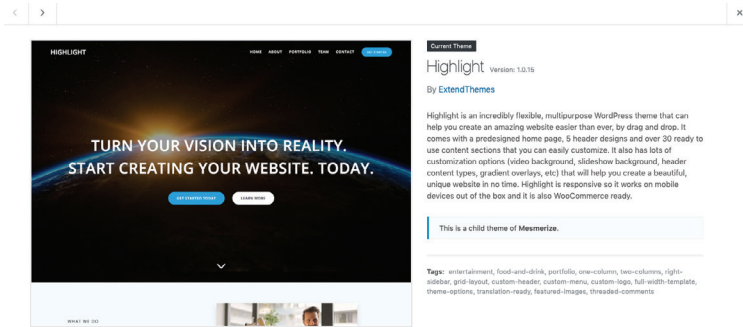 HIGHLIGHT
HOME ABOUT PORTFOLIO TEAM CONTACT GET STARTED
TURN YOUR VISION INTO REALITY.
START CREATING YOUR WEBSITE. TODAY.
GET STARTED TODAY LEARN MORE
WHAT WE DO
Current Theme
Highlight Version: 1.0.15
By ExtendThemes
Highlight is an incredibly flexible, multipurpose WordPress theme that can
help you create an amazing website easier than ever, by drag and drop. It
comes with a predesigned home page, 5 header designs and over 30 ready to
use content sections that you can easily customize. It also has lots of
customization options (video background, slideshow background, header
content types, gradient overlays, etc) that will help you create a beautiful,
unique website in no time. Highlight is responsive so it works on mobile
devices out of the box and it is also WooCommerce ready.
This is a child theme of Mesmerize.
Tags: entertainment, food-and-drink, portfolio, one-column, two-columns, right-
sidebar, grid-layout, custom-header, custom-menu, custom-logo, full-width-template,
theme-options, translation-ready, featured-images, threaded-comments